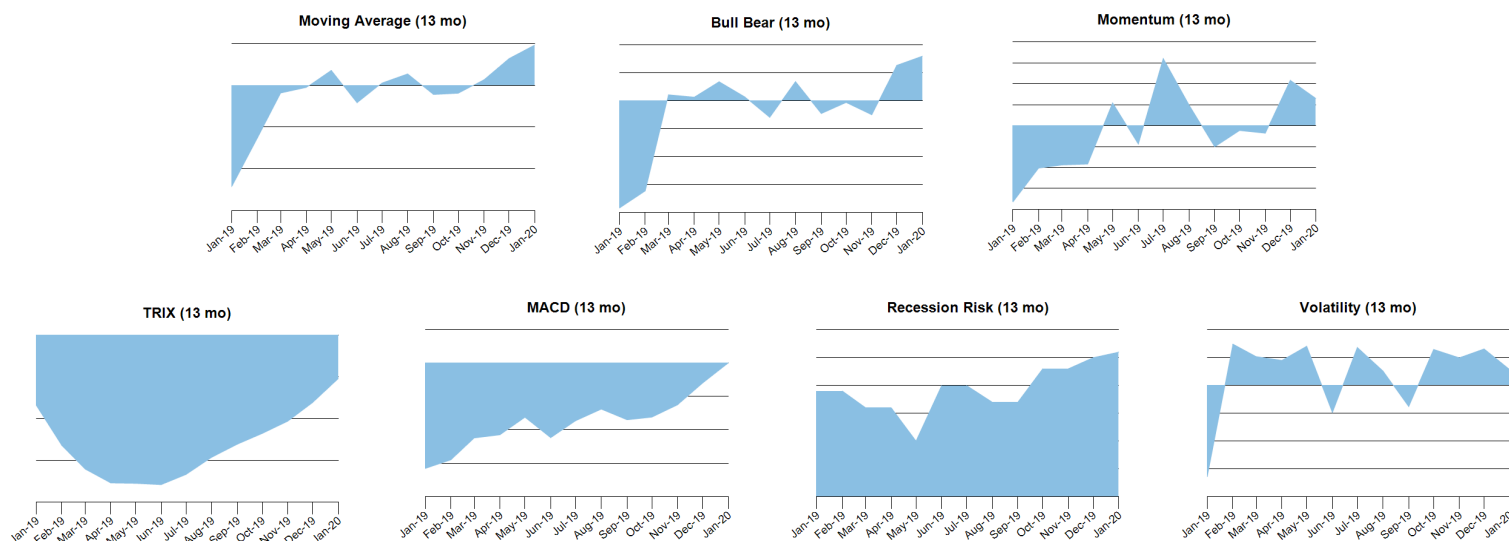 Moving Average (13 mo)
Jan-19 Feb-19 Mar-19 Apr-19 May-19 Jun-19 Jul-19 Aug-19 Sep-19 Oct-19 Nov-19 Dec-19 Jan-20
Bull Bear (13 mo)
Jan-19 Feb-19 Mar-19 Apr-19 May-19 Jun-19 Jul-19 Aug-19 Sep-19 Oct-19 Nov-19 Dec-19 Jan-20
Momentum (13 mo)
Jan-19 Feb-19 Mar-19 Apr-19 May-19 Jun-19 Jul-19 Aug-19 Sep-19 Oct-19 Nov-19 Dec-19 Jan-20
TRIX (13 mo)
Jan-19 Feb-19 Mar-19 Apr-19 May-19 Jun-19 Jul-19 Aug-19 Sep-19 Oct-19 Nov-19 Dec-19 Jan-20
MACD (13 mo)
Jan-19 Feb-19 Mar-19 Apr-19 May-19 Jun-19 Jul-19 Aug-19 Sep-19 Oct-19 Nov-19 Dec-19 Jan-20
Recession Risk (13 mo)
Jan-19 Feb-19 Mar-19 Apr-19 May-19 Jun-19 Jul-19 Aug-19 Sep-19 Oct-19 Nov-19 Dec-19 Jan-20
Volatility (13 mo)
Jan-19 Feb-19 Mar-19 Apr-19 May-19 Jun-19 Jul-19 Aug-19 Sep-19 Oct-19 Nov-19 Dec-19 Jan-20